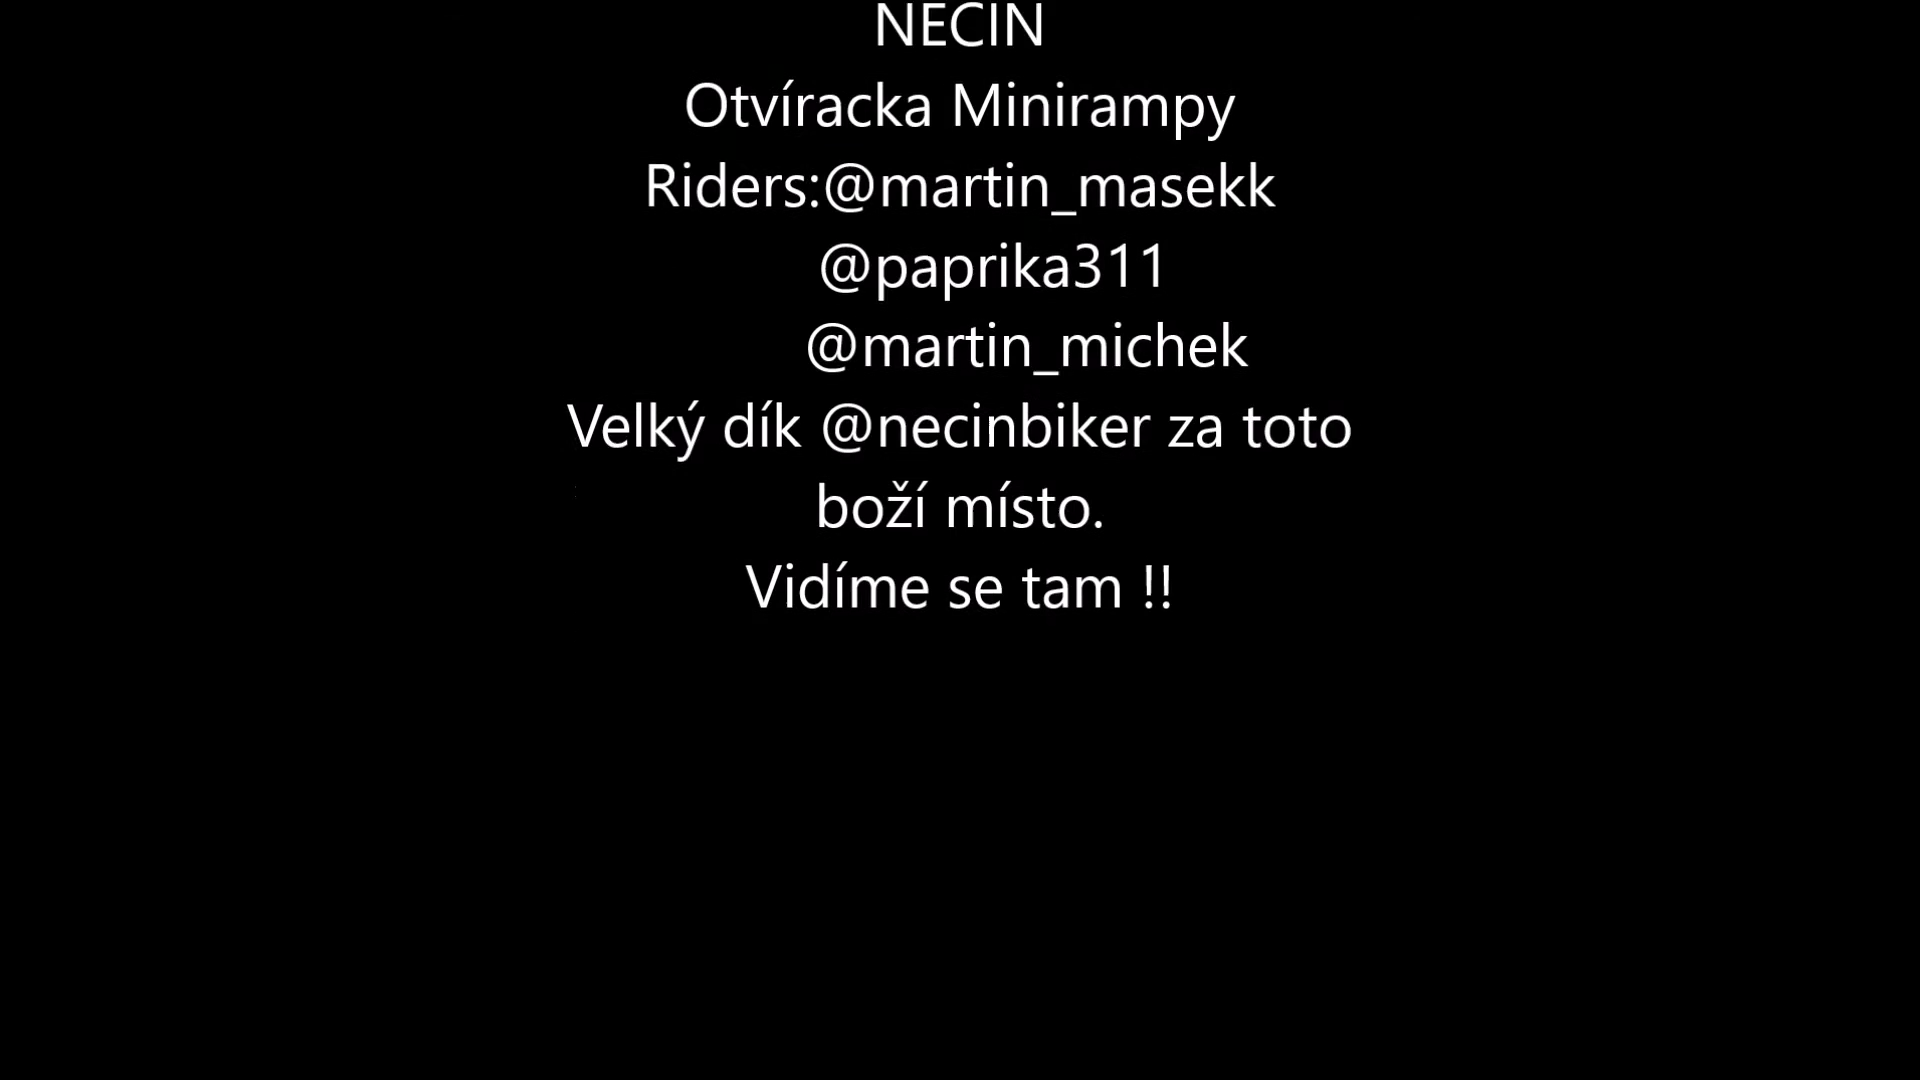 NECIN
Otvíracka Minirampy
Riders:@martin_masekk
@paprika311
@martin_michek
Velký dík @necinbiker za toto
boží místo.
Vidíme se tam !!